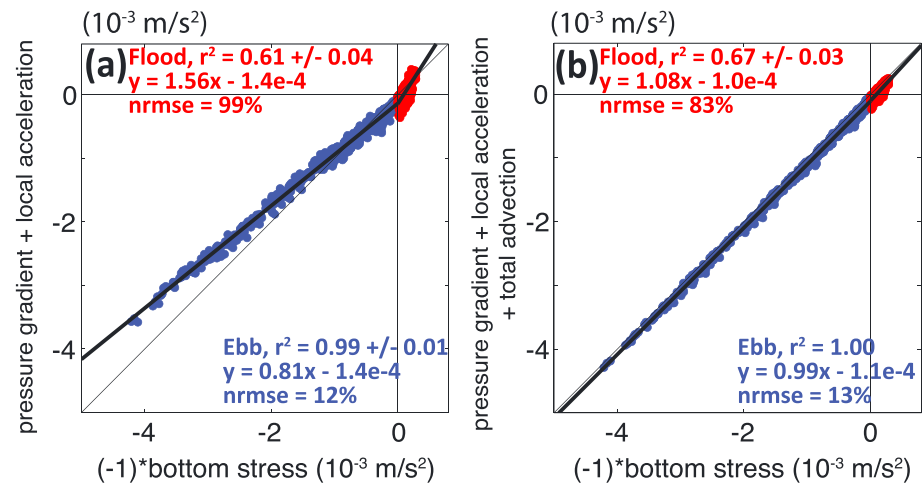 (10⁻³ m/s²)
(a)
Flood, r² = 0.61 +/- 0.04
y = 1.56x - 1.4e-4
nrmse = 99%
0
-2
-4
pressure gradient + local acceleration
Ebb, r² = 0.99 +/- 0.01
y = 0.81x - 1.4e-4
nrmse = 12%
-4 -2 0
(-1)*bottom stress (10⁻³ m/s²)
(10⁻³ m/s²)
(b)
Flood, r² = 0.67 +/- 0.03
y = 1.08x - 1.0e-4
nrmse = 83%
0
-2
-4
pressure gradient + local acceleration
+ total advection
Ebb, r² = 1.00
y = 0.99x - 1.1e-4
nrmse = 13%
-4 -2 0
(-1)*bottom stress (10⁻³ m/s²)